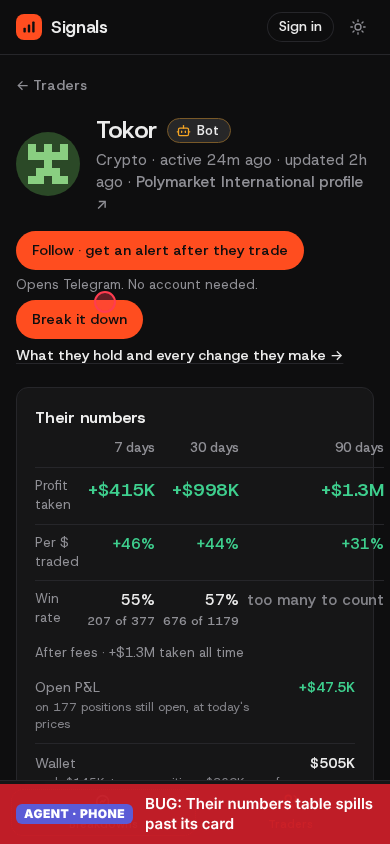 Signals
Sign in
← Traders
Tokor
Bot
Crypto · active 24m ago · updated 2h
ago · Polymarket International profile
↗
Follow · get an alert after they trade
Opens Telegram. No account needed.
Break it down
What they hold and every change they make →
Their numbers
7 days 30 days 90 days
Profit taken +$415K +$998K +$1.3M
Per $ traded +46% +44% +31%
Win rate 55% 57% too many to count
207 of 377 676 of 1179
After fees · +$1.3M taken all time
Open P&L +$47.5K
on 177 positions still open, at today's
prices
Wallet $505K
AGENT · PHONE
BUG: Their numbers table spills
past its card